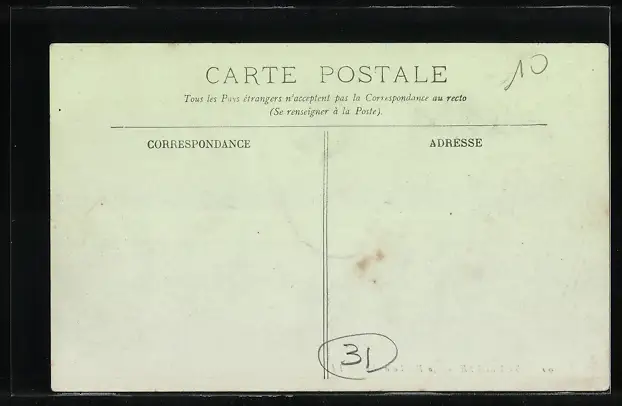 10
CARTE POSTALE
Tous les Pays étrangers n'acceptent pas la Correspondance au recto
(Se renseigner à la Poste).
CORRESPONDANCE
ADRESSE
31